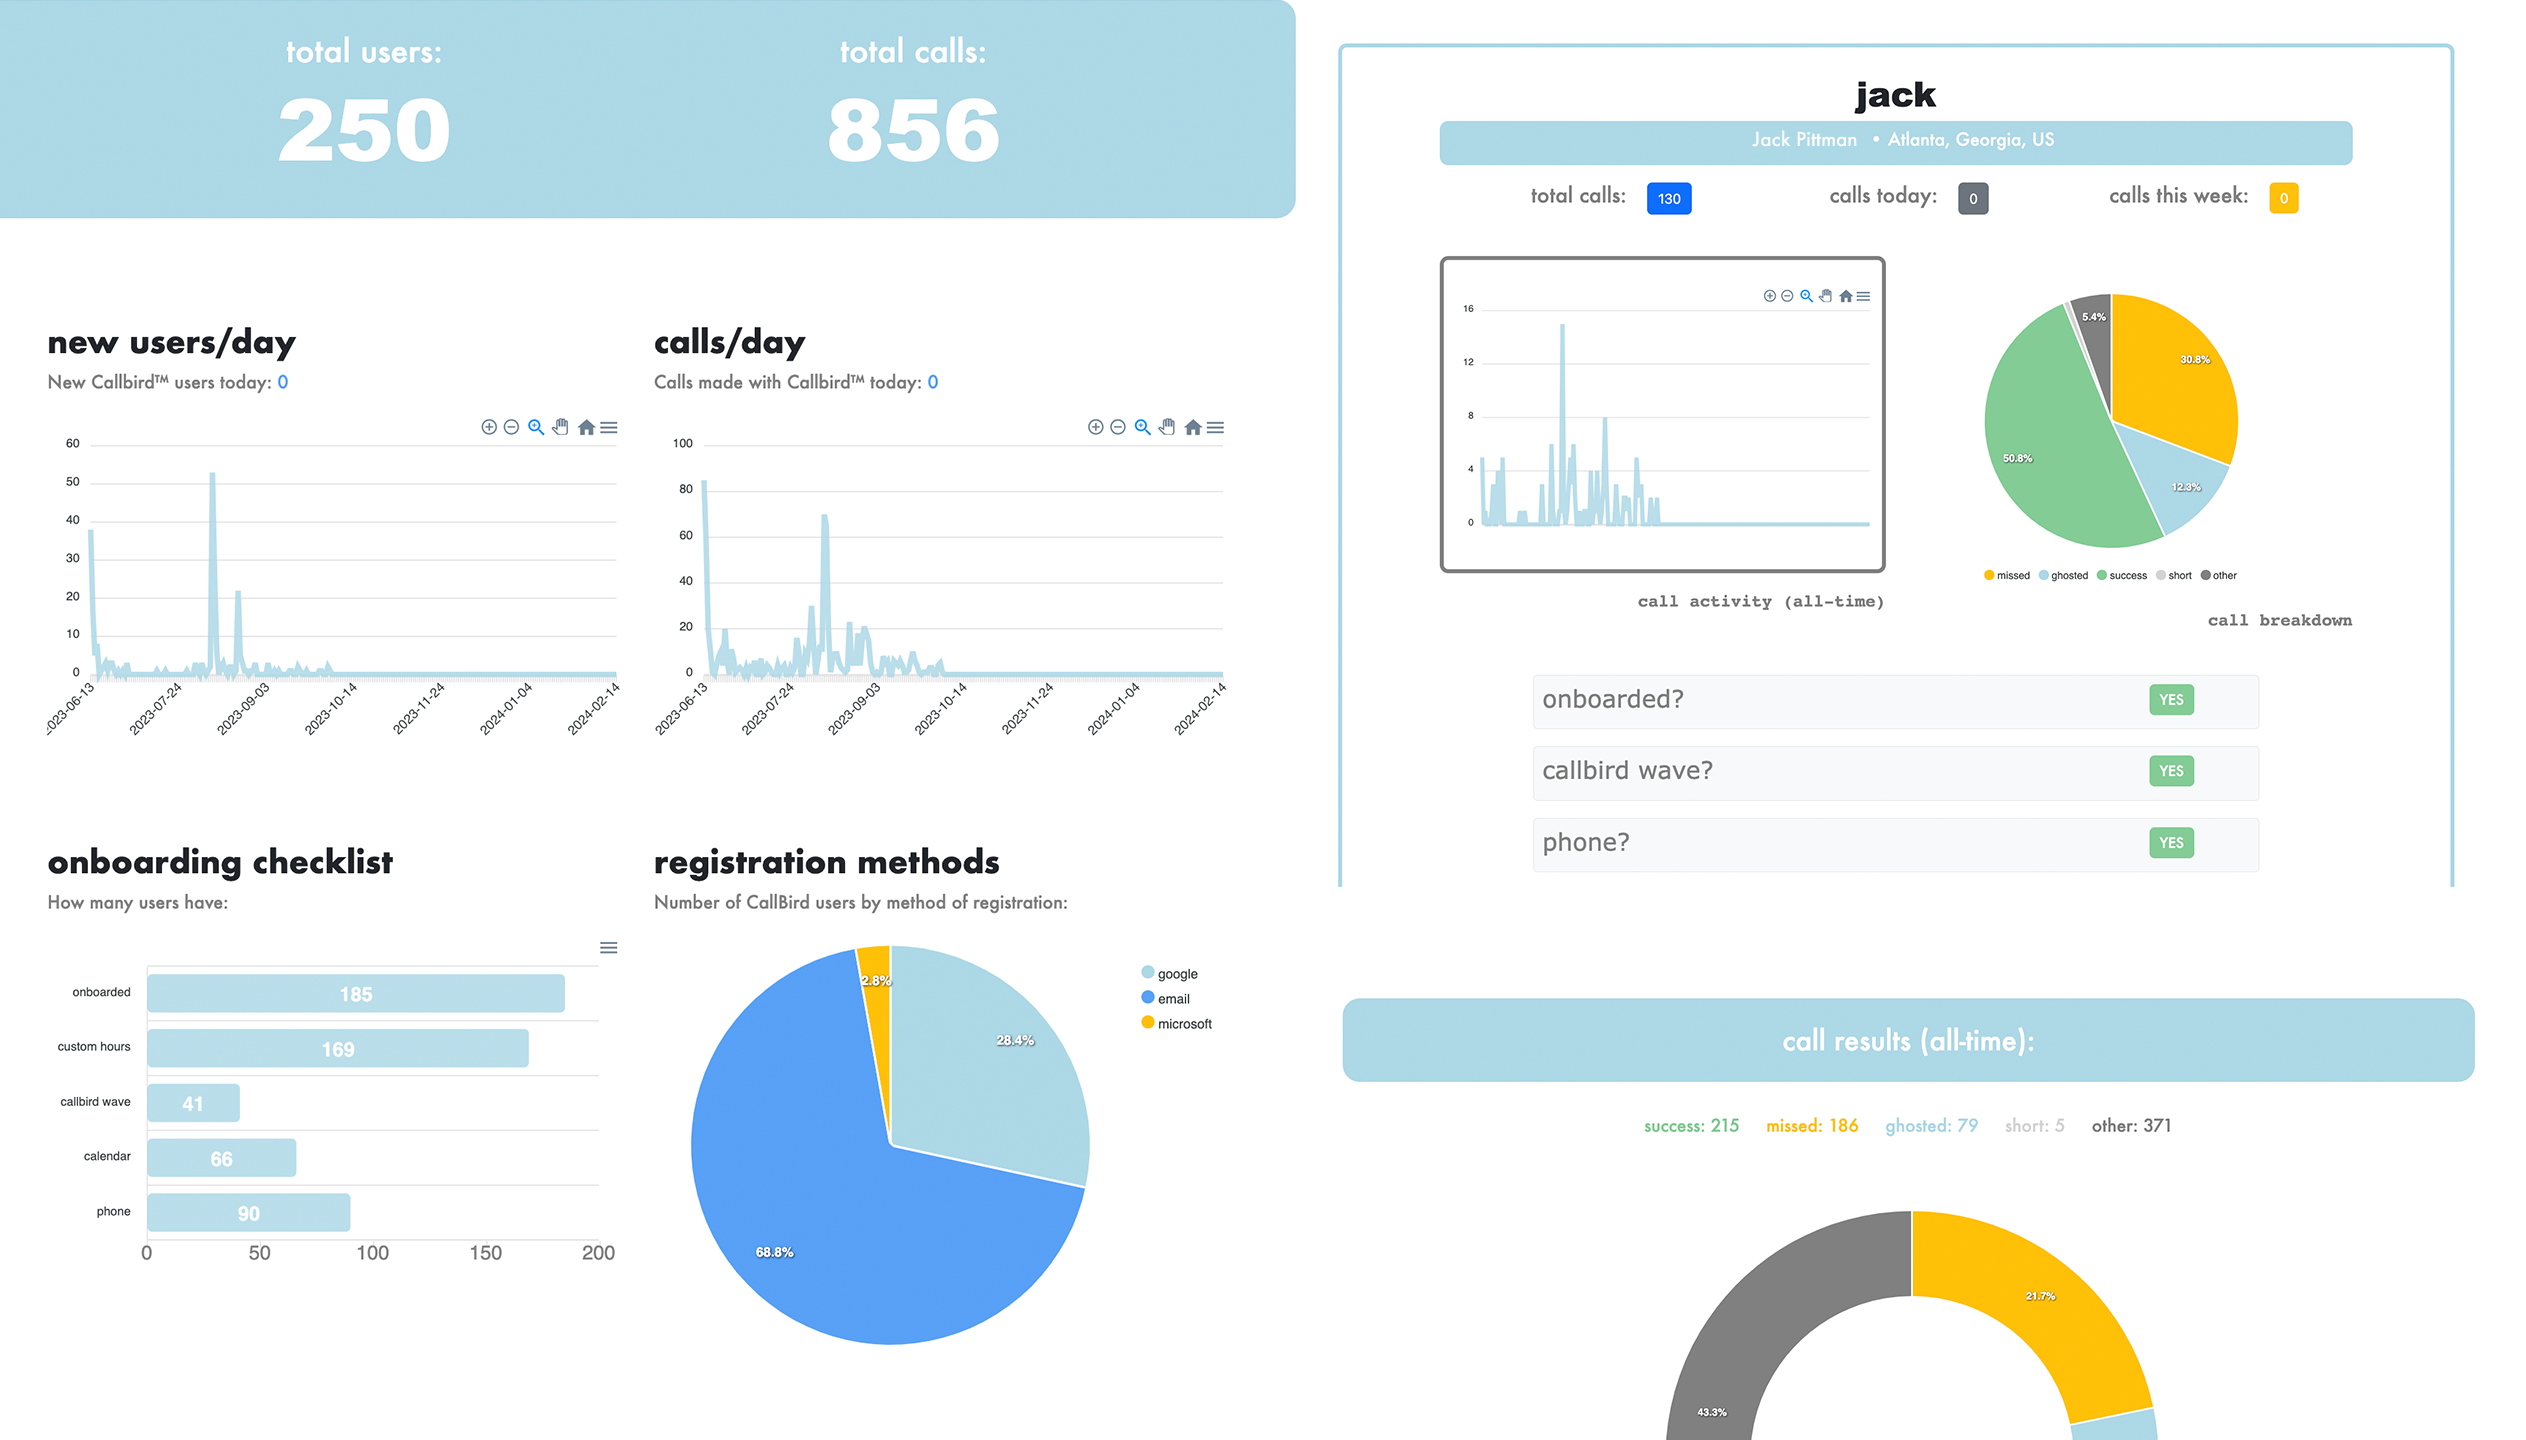 total users:
250
total calls:
856
new users/day
New Callbird™ users today: 0
60
50
40
30
20
10
0
2023-06-13
2023-07-24
2023-09-03
2023-10-14
2023-11-24
2024-01-04
2024-02-14
calls/day
Calls made with Callbird™ today: 0
100
80
60
40
20
0
2023-06-13
2023-07-24
2023-09-03
2023-10-14
2023-11-24
2024-01-04
2024-02-14
onboarding checklist
How many users have:
onboarded
185
custom hours
169
callbird wave
41
calendar
66
phone
90
0 50 100 150 200
registration methods
Number of CallBird users by method of registration:
2.8%
28.4%
68.8%
google
email
microsoft
jack
Jack Pittman • Atlanta, Georgia, US
total calls: 130
calls today: 0
calls this week: 0
16
12
8
4
0
call activity (all-time)
5.4%
30.8%
50.8%
12.3%
missed ghosted success short other
call breakdown
onboarded? YES
callbird wave? YES
phone? YES
call results (all-time):
success: 215 missed: 186 ghosted: 79 short: 5 other: 371
21.7%
43.3%